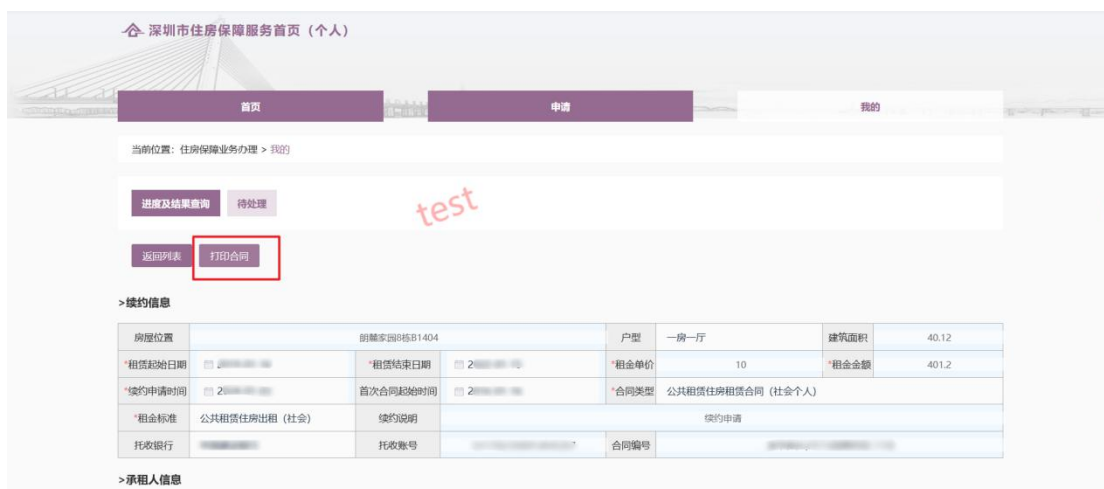 深圳市住房保障服务首页（个人）
首页 申请 我的
当前位置：住房保障业务办理 > 我的
进度及结果查询 待处理
test
返回列表 打印合同
>续约信息
房屋位置 朗麓家园8栋B1404 户型 一房一厅 建筑面积 40.12
*租赁起始日期 *租赁结束日期 2 *租金单价 10 *租金金额 401.2
*续约申请时间 2 首次合同起始时间 2 *合同类型 公共租赁住房租赁合同（社会个人）
*租金标准 公共租赁住房出租（社会） 续约说明 续约申请
托收银行 托收账号 合同编号
>承租人信息